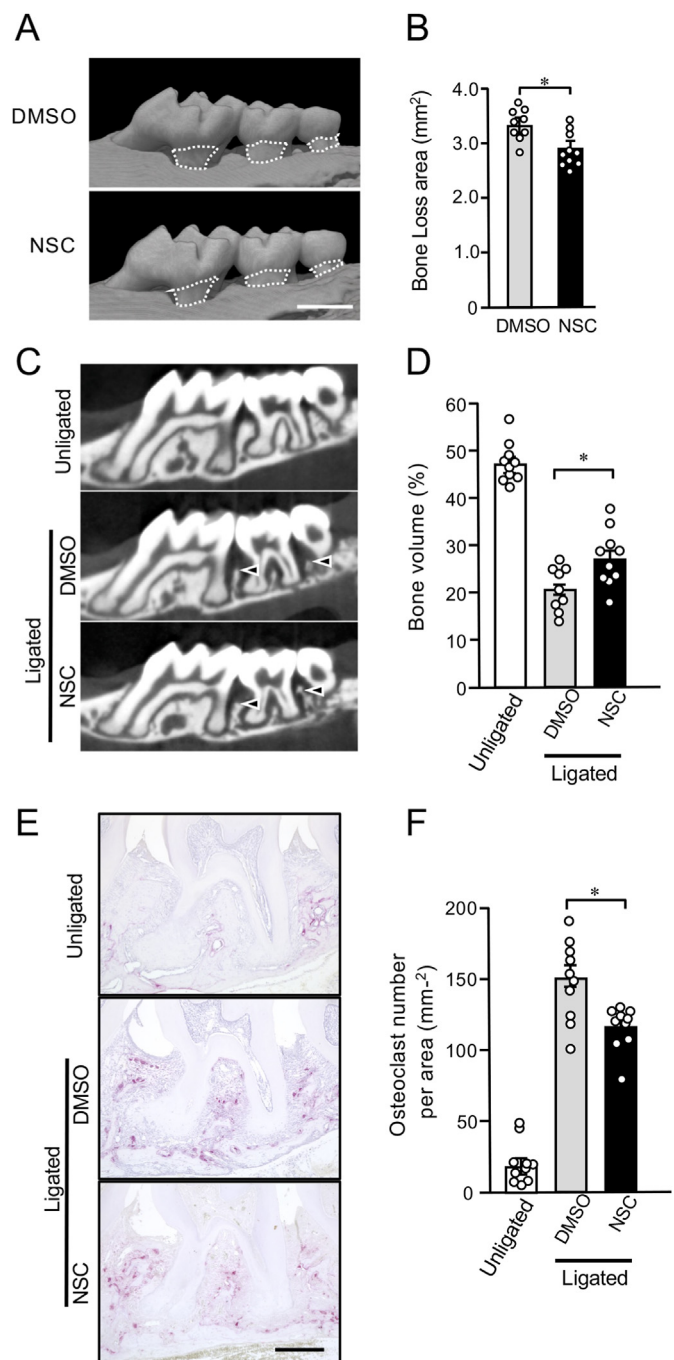 A
DMSO
NSC
B
Bone Loss area (mm2)
4.0
3.0
2.0
1.0
0
*
DMSO NSC
C
Unligated
DMSO
NSC
Ligated
D
Bone volume (%)
60
50
40
30
20
10
0
*
Unligated
DMSO
NSC
Ligated
E
Unligated
DMSO
NSC
Ligated
F
Osteoclast number
per area (mm-2)
200
150
100
50
0
*
Unligated
DMSO
NSC
Ligated